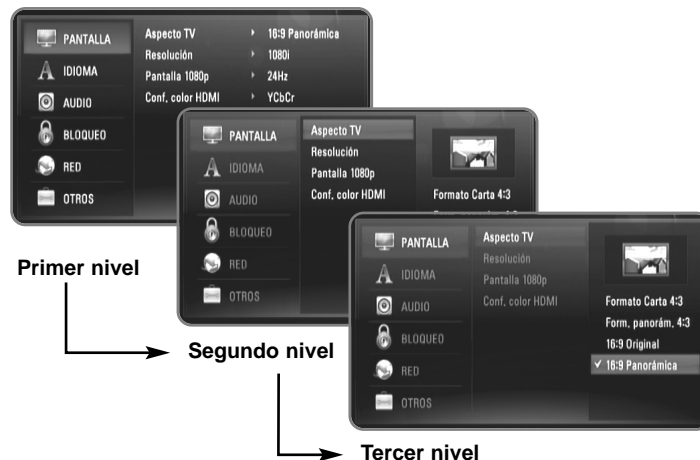 PANTALLA
IDIOMA
AUDIO
BLOQUEO
RED
OTROS
Aspecto TV 16:9 Panorámica
Resolución 1080i
Pantalla 1080p 24Hz
Conf. color HDMI YCbCr
Primer nivel
PANTALLA
IDIOMA
AUDIO
BLOQUEO
RED
OTROS
Aspecto TV
Resolución
Pantalla 1080p
Conf. color HDMI
Formato Carta 4:3
Segundo nivel
PANTALLA
IDIOMA
AUDIO
BLOQUEO
RED
OTROS
Aspecto TV
Resolución
Pantalla 1080p
Conf. color HDMI
Formato Carta 4:3
Form. panorám. 4:3
16:9 Original
16:9 Panorámica
Tercer nivel